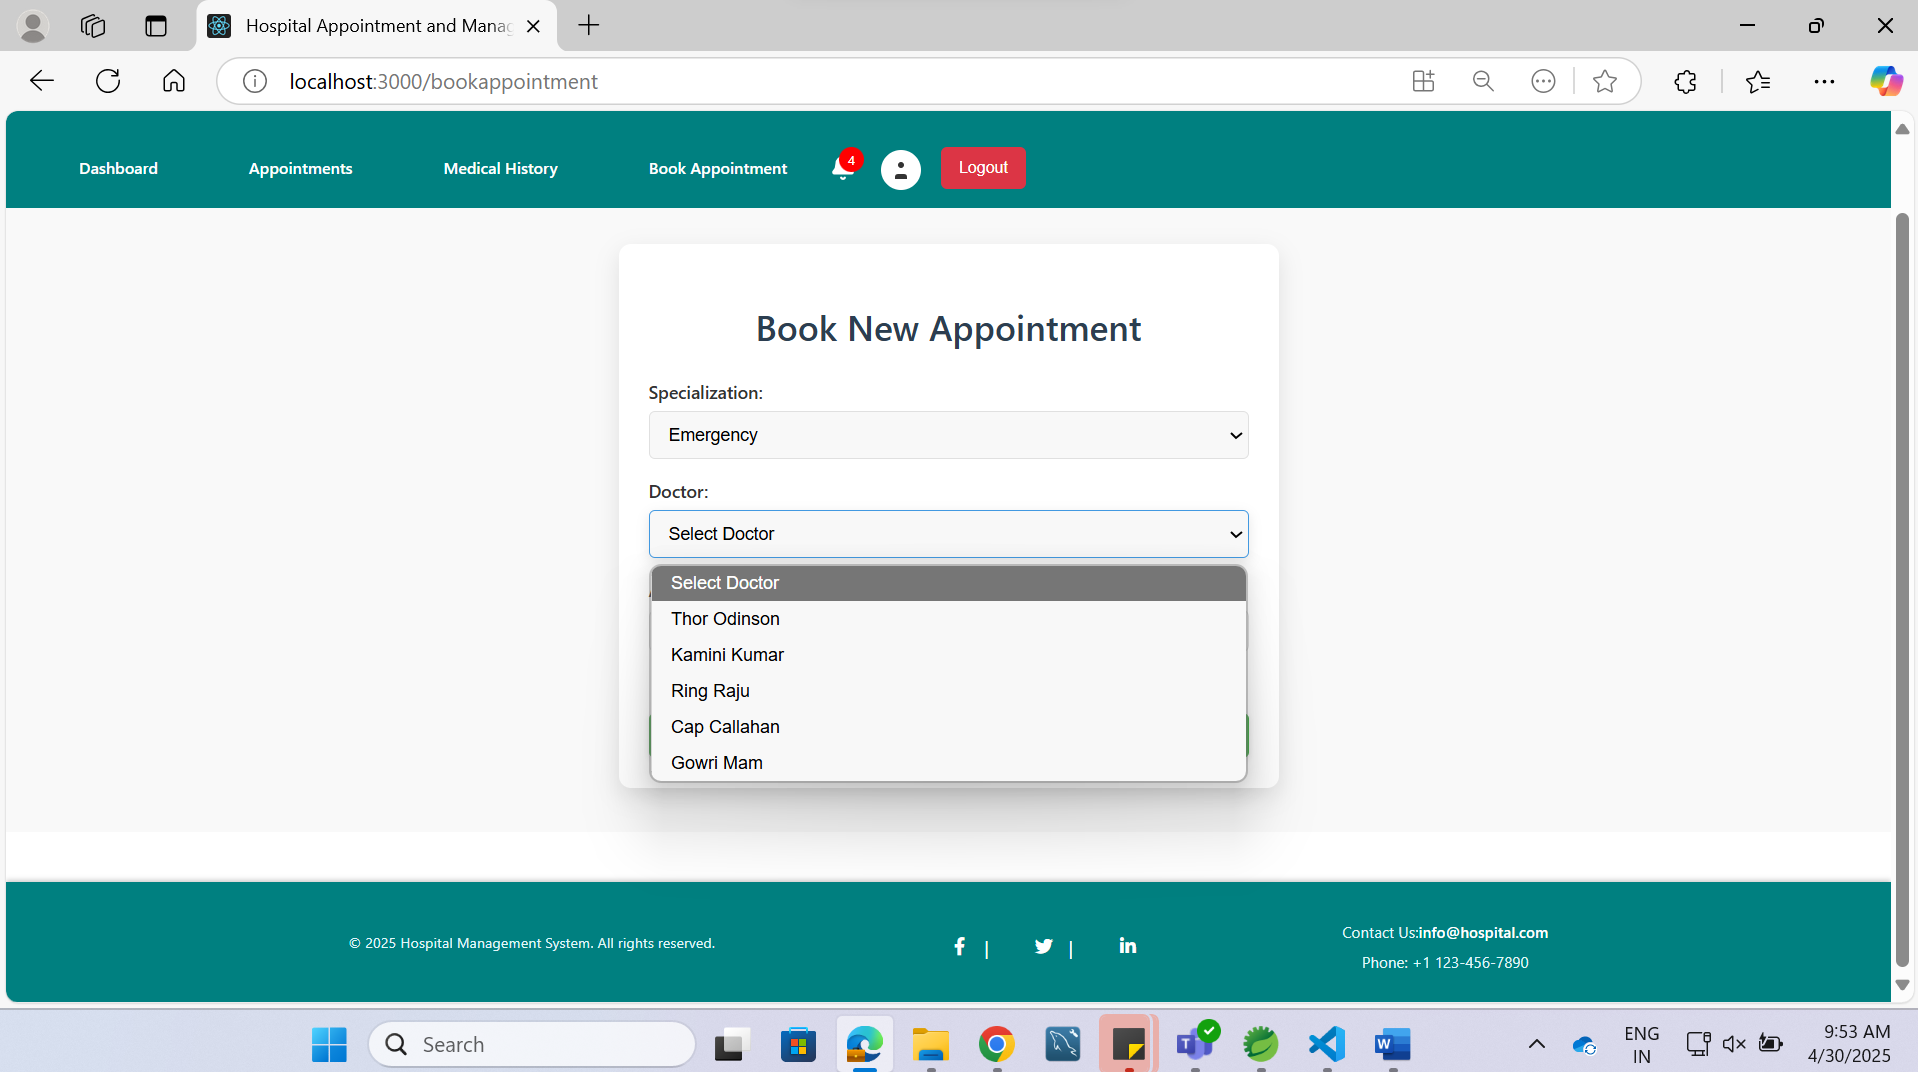 Hospital Appointment and Manag
localhost:3000/bookappointment
Dashboard
Appointments
Medical History
Book Appointment
4
Logout
Book New Appointment
Specialization:
Emergency
Doctor:
Select Doctor
Select Doctor
Thor Odinson
Kamini Kumar
Ring Raju
Cap Callahan
Gowri Mam
© 2025 Hospital Management System. All rights reserved.
|
|
Contact Us:info@hospital.com
Phone: +1 123-456-7890
Search
ENG
IN
9:53 AM
4/30/2025